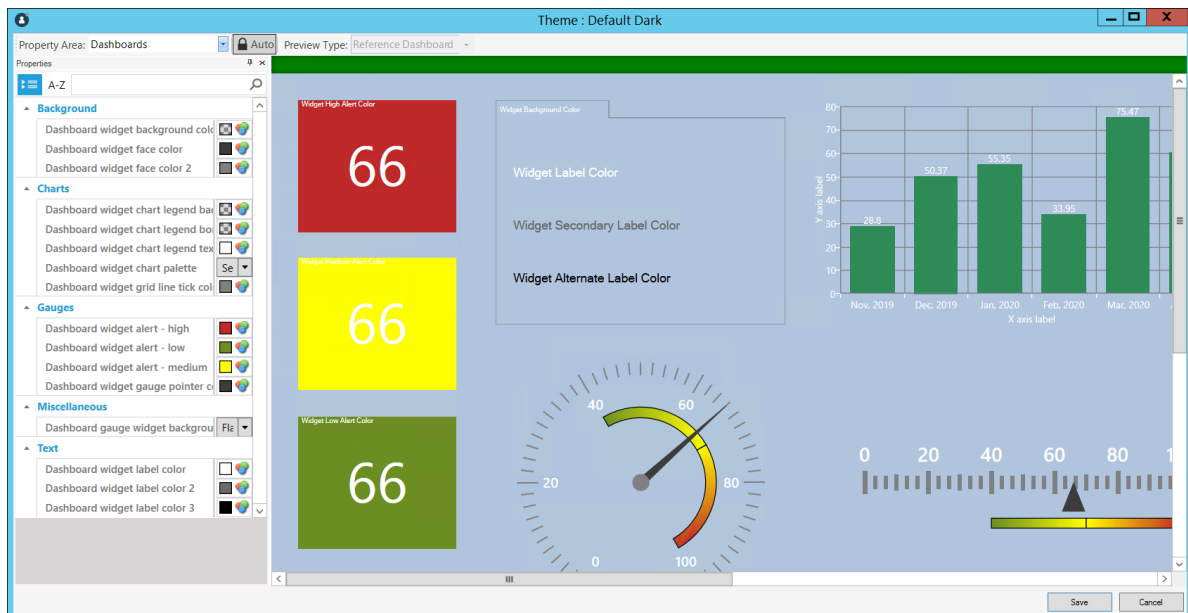 Theme : Default Dark
Property Area: Dashboards Auto Preview Type: Reference Dashboard
Properties
A-Z
Background
Dashboard widget background colo
Dashboard widget face color
Dashboard widget face color 2
Charts
Dashboard widget chart legend bac
Dashboard widget chart legend bor
Dashboard widget chart legend tex
Dashboard widget chart palette Se
Dashboard widget grid line tick col
Gauges
Dashboard widget alert - high
Dashboard widget alert - low
Dashboard widget alert - medium
Dashboard widget gauge pointer co
Miscellaneous
Dashboard gauge widget backgrou Fla
Text
Dashboard widget label color
Dashboard widget label color 2
Dashboard widget label color 3
Widget High Alert Color
66
Widget Medium Alert Color
66
Widget Low Alert Color
66
Widget Background Color
Widget Label Color
Widget Secondary Label Color
Widget Alternate Label Color
Y axis label
80
70
60
50
40
30
20
10
0
28.8
50.37
55.35
33.95
75.47
Nov, 2019 Dec, 2019 Jan, 2020 Feb, 2020 Mar, 2020
X axis label
0 20 40 60 80 100
0 20 40 60 80 1
Save Cancel